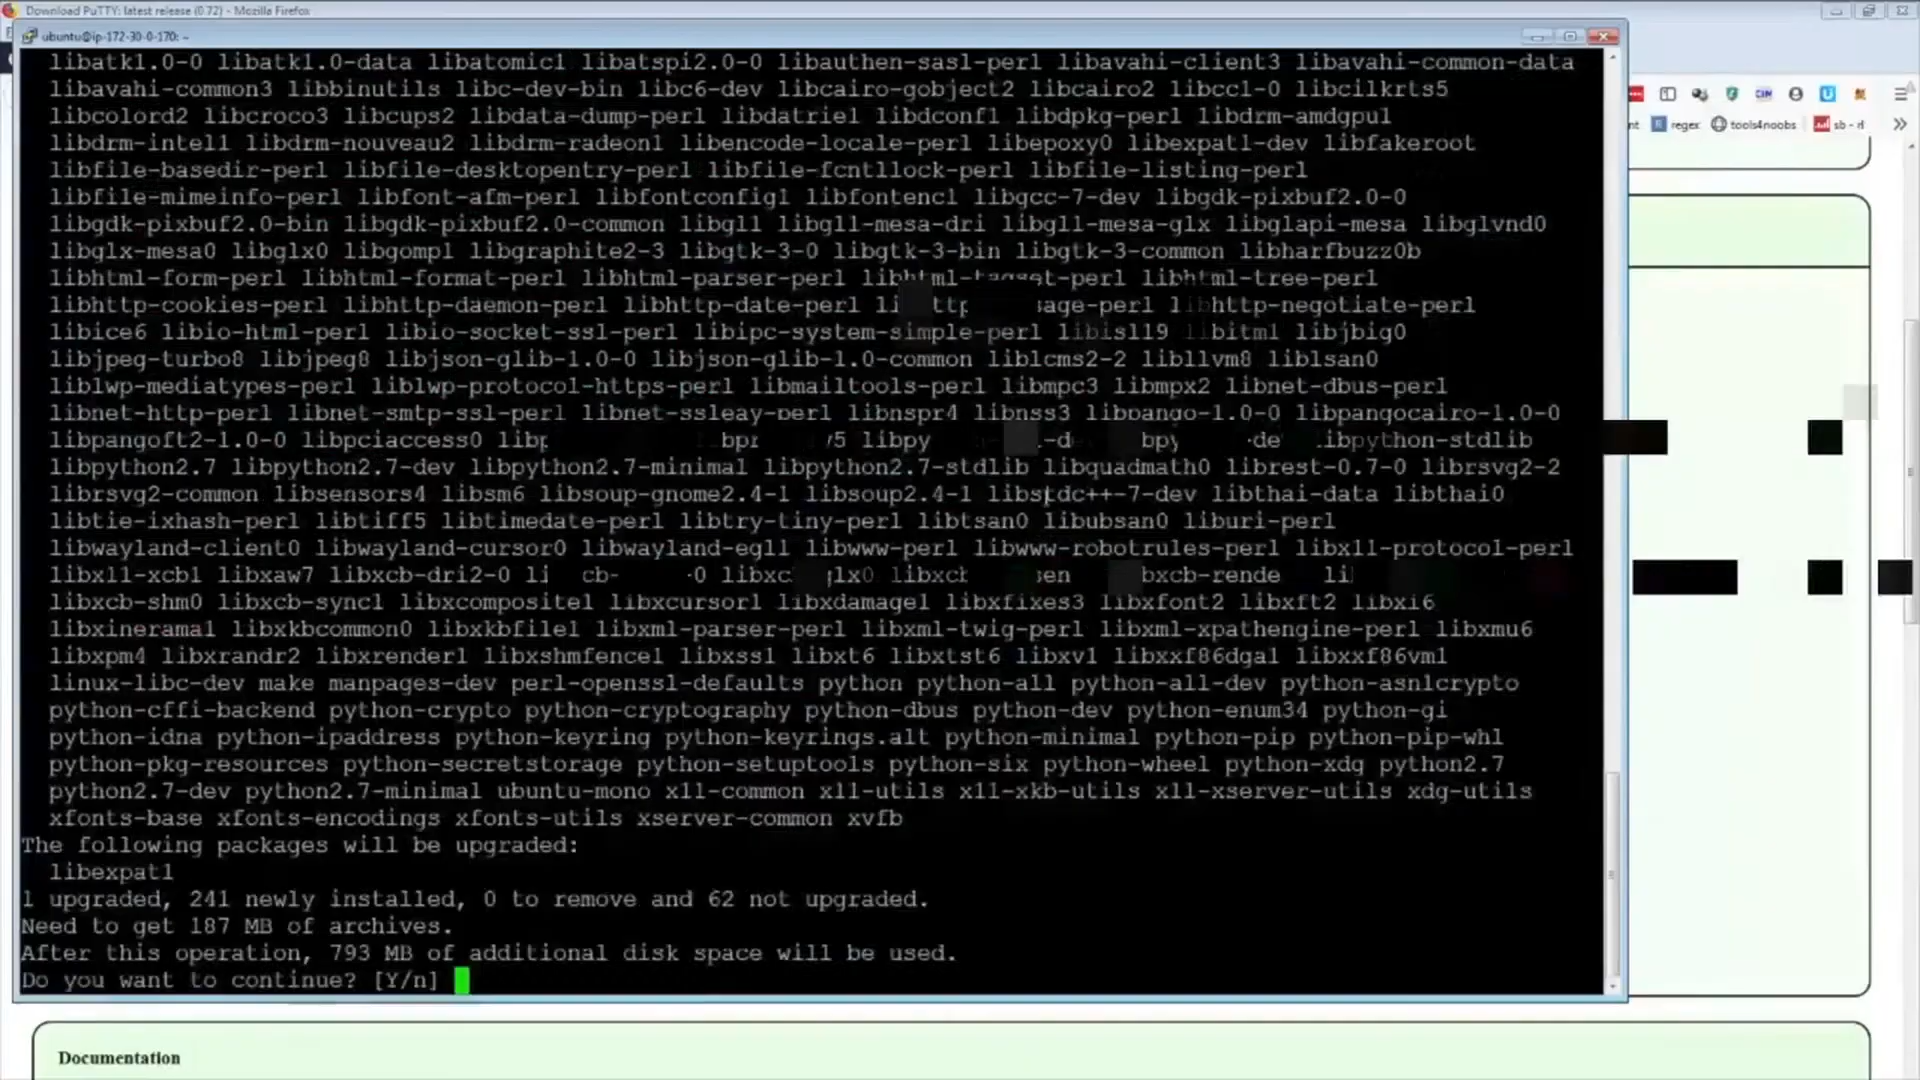 Download PuTTY: latest release (0.72) - Mozilla Firefox
ubuntu@ip-172-30-0-170: ~
libatk1.0-0 libatk1.0-data libatomic1 libatspi2.0-0 libauthen-sasl-perl libavahi-client3 libavahi-common-data
libavahi-common3 libbinutils libc-dev-bin libc6-dev libcairo-gobject2 libcairo2 libcc1-0 libcilkrts5
libcolord2 libcroco3 libcups2 libdata-dump-perl libdatrie1 libdconf1 libdpkg-perl libdrm-amdgpu1
libdrm-intel1 libdrm-nouveau2 libdrm-radeon1 libencode-locale-perl libepoxy0 libexpat1-dev libfakeroot
libfile-basedir-perl libfile-desktopentry-perl libfile-fcntllock-perl libfile-listing-perl
libfile-mimeinfo-perl libfont-afm-perl libfontconfig1 libfontenc1 libgcc-7-dev libgdk-pixbuf2.0-0
libgdk-pixbuf2.0-bin libgdk-pixbuf2.0-common libgl1 libgl1-mesa-dri libgl1-mesa-glx libglapi-mesa libglvnd0
libglx-mesa0 libglx0 libgomp1 libgraphite2-3 libgtk-3-0 libgtk-3-bin libgtk-3-common libharfbuzz0b
libhtml-form-perl libhtml-format-perl libhtml-parser-perl libhtml-tagset-perl libhtml-tree-perl
libhttp-cookies-perl libhttp-daemon-perl libhttp-date-perl libhttp-negotiate-perl
libice6 libio-html-perl libio-socket-ssl-perl libipc-system-simple-perl libisl19 libitm1 libjbig0
libjpeg-turbo8 libjpeg8 libjson-glib-1.0-0 libjson-glib-1.0-common liblcms2-2 libllvm8 liblsan0
liblwp-mediatypes-perl liblwp-protocol-https-perl libmailtools-perl libmpc3 libmpx2 libnet-dbus-perl
libnet-http-perl libnet-smtp-ssl-perl libnet-ssleay-perl libnspr4 libnss3 libpango-1.0-0 libpangocairo-1.0-0
libpangoft2-1.0-0 libpciaccess0 libpython-stdlib
libpython2.7 libpython2.7-dev libpython2.7-minimal libpython2.7-stdlib libquadmath0 librest-0.7-0 librsvg2-2
librsvg2-common libsensors4 libsm6 libsoup-gnome2.4-1 libsoup2.4-1 libstdc++-7-dev libthai-data libthai0
libtie-ixhash-perl libtiff5 libtimedate-perl libtry-tiny-perl libtsan0 libubsan0 liburi-perl
libwayland-client0 libwayland-cursor0 libwayland-egl1 libwww-perl libwww-robotrules-perl libx11-protocol-perl
libx11-xcb1 libxaw7 libxcb-dri2-0
libxcb-shm0 libxcb-sync1 libxcomposite1 libxcursor1 libxdamage1 libxfixes3 libxfont2 libxft2 libxi6
libxinerama1 libxkbcommon0 libxkbfile1 libxml-parser-perl libxml-twig-perl libxml-xpathengine-perl libxmu6
libxpm4 libxrandr2 libxrender1 libxshmfence1 libxss1 libxt6 libxtst6 libxv1 libxxf86dga1 libxxf86vm1
linux-libc-dev make manpages-dev perl-openssl-defaults python python-all python-all-dev python-asn1crypto
python-cffi-backend python-crypto python-cryptography python-dbus python-dev python-enum34 python-gi
python-idna python-ipaddress python-keyring python-keyrings.alt python-minimal python-pip python-pip-whl
python-pkg-resources python-secretstorage python-setuptools python-six python-wheel python-xdg python2.7
python2.7-dev python2.7-minimal ubuntu-mono x11-common x11-utils x11-xkb-utils x11-xserver-utils xdg-utils
xfonts-base xfonts-encodings xfonts-utils xserver-common xvfb
The following packages will be upgraded:
libexpat1
1 upgraded, 241 newly installed, 0 to remove and 62 not upgraded.
Need to get 187 MB of archives.
After this operation, 793 MB of additional disk space will be used.
Do you want to continue? [Y/n]
nt regex tools4noobs sb - rl
Documentation